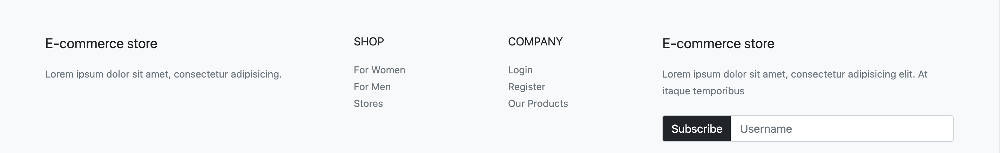 E-commerce store
Lorem ipsum dolor sit amet, consectetur adipisicing.
SHOP
For Women
For Men
Stores
COMPANY
Login
Register
Our Products
E-commerce store
Lorem ipsum dolor sit amet, consectetur adipisicing elit. At
itaque temporibus
Subscribe Username